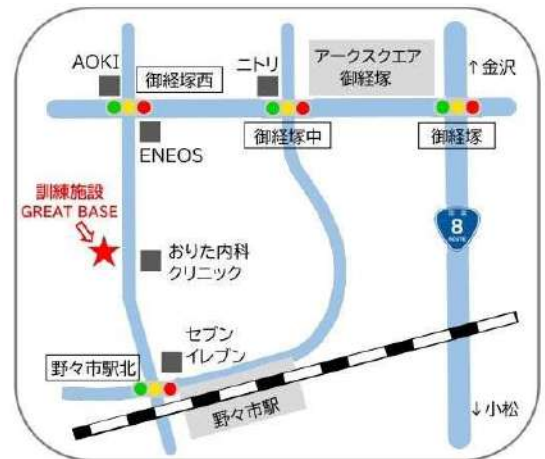 AOKI
御経塚西
ニトリ
アークスクエア
御経塚
↑金沢
ENEOS
御経塚中
御経塚
訓練施設
GREAT BASE
おりた内科
クリニック
国道
8
ROUTE
セブン
イレブン
野々市駅北
野々市駅
↓小松